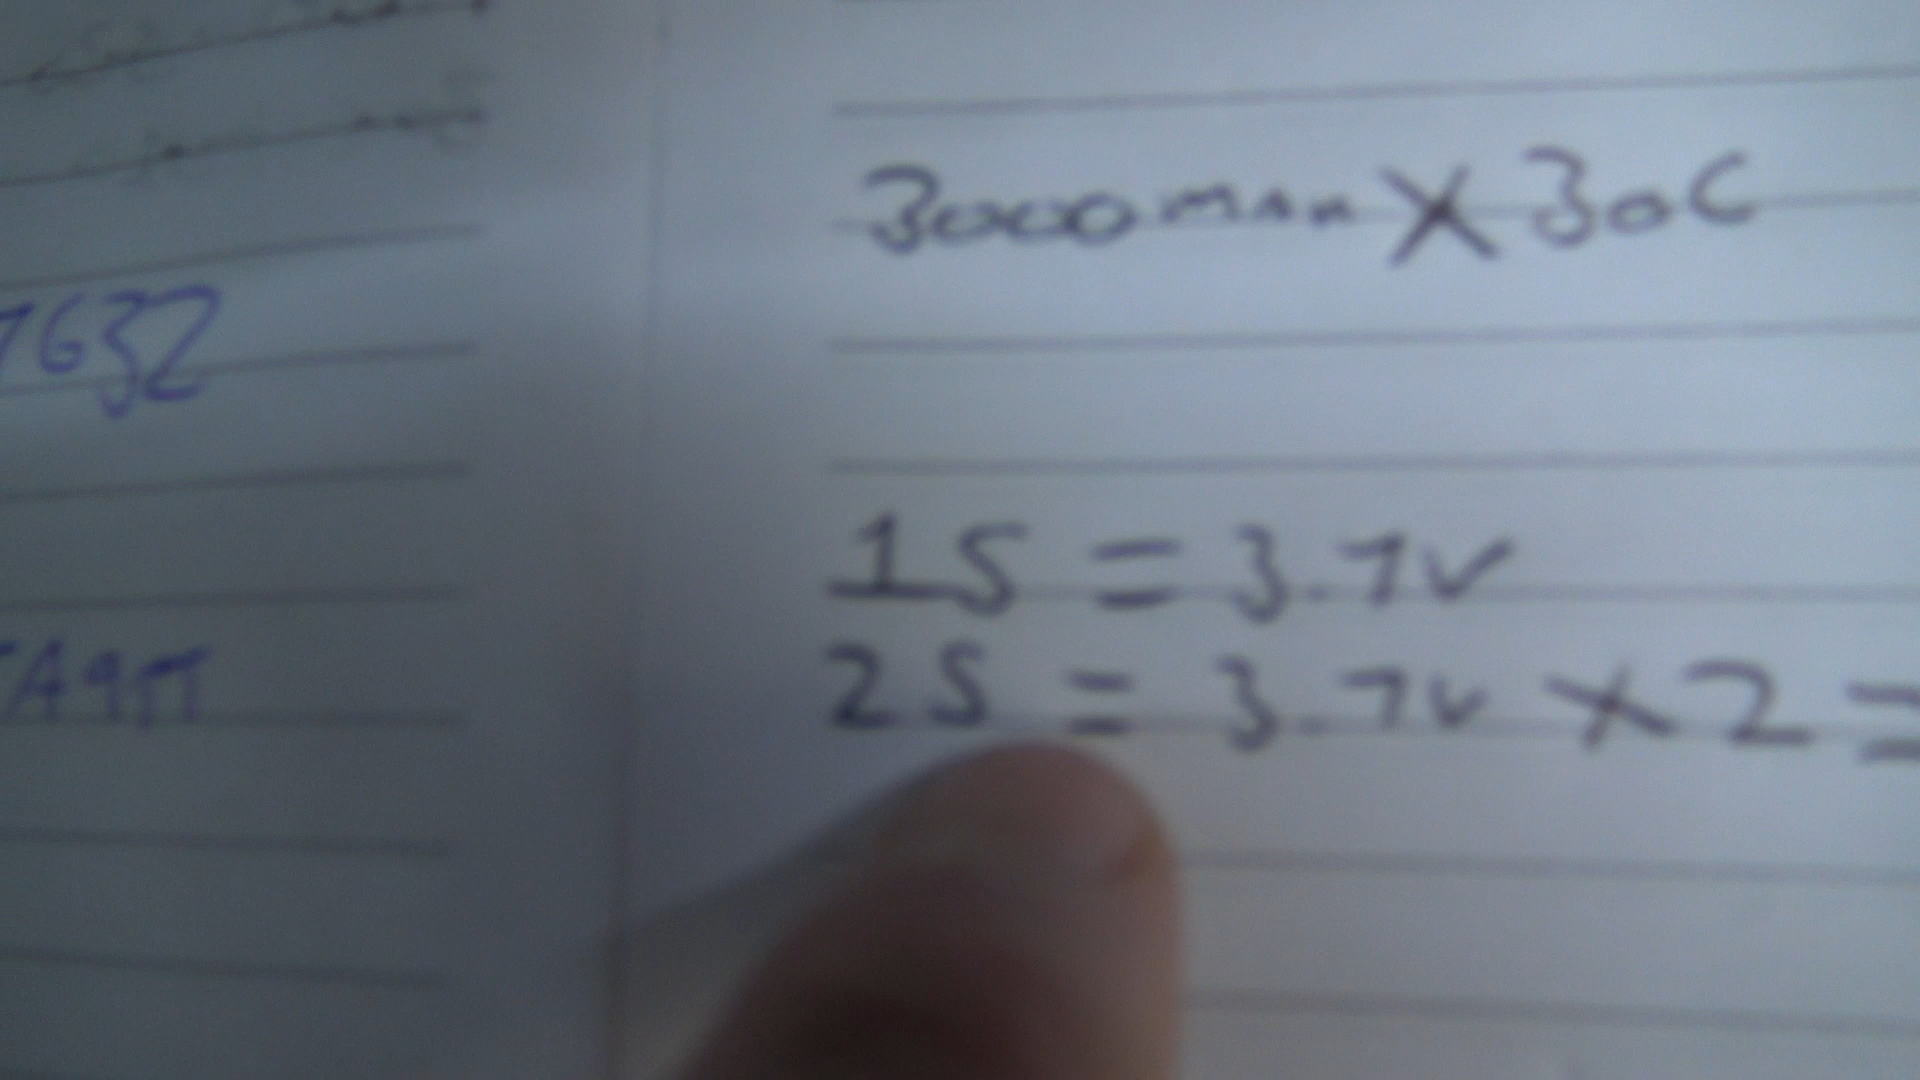 7632
3000mAh X 30C
1S = 3.7V
2S = 3.7V X 2 =